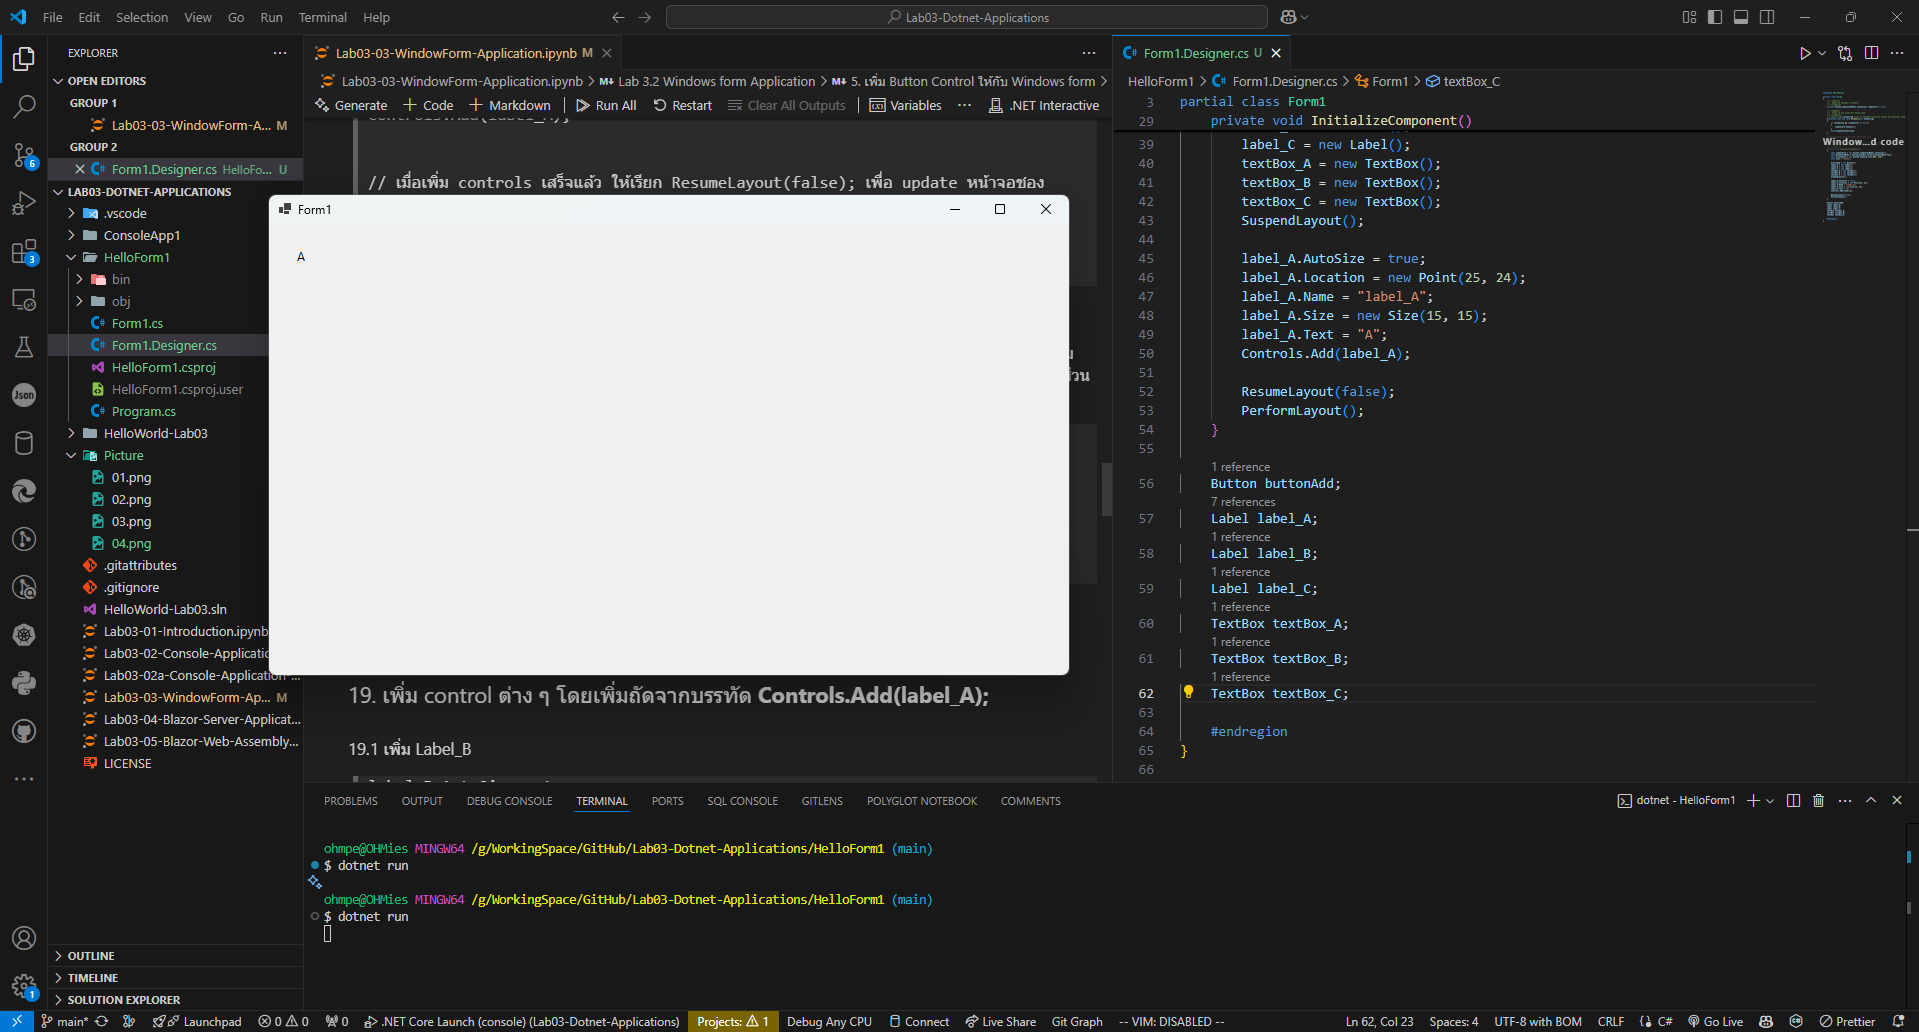 File Edit Selection View Go Run Terminal Help
Lab03-Dotnet-Applications
EXPLORER
OPEN EDITORS
GROUP 1
Lab03-03-WindowForm-A... M
GROUP 2
Form1.Designer.cs HelloFo... U
LAB03-DOTNET-APPLICATIONS
.vscode
ConsoleApp1
HelloForm1
bin
obj
Form1.cs
Form1.Designer.cs
HelloForm1.csproj
HelloForm1.csproj.user
Program.cs
HelloWorld-Lab03
Picture
01.png
02.png
03.png
04.png
.gitattributes
.gitignore
HelloWorld-Lab03.sln
Lab03-01-Introduction.ipynb
Lab03-02-Console-Applicatio
Lab03-02a-Console-Application-...
Lab03-03-WindowForm-Ap... M
Lab03-04-Blazor-Server-Applicat...
Lab03-05-Blazor-Web-Assembly...
LICENSE
OUTLINE
TIMELINE
SOLUTION EXPLORER
6
3
Json
1
Lab03-03-WindowForm-Application.ipynb M
Lab03-03-WindowForm-Application.ipynb > M↓ Lab 3.2 Windows form Application > M↓ 5. เพิ่ม Button Control ให้กับ Windows form >
Generate + Code + Markdown Run All Restart Clear All Outputs Variables ... .NET Interactive
Controls.Add(label_A);
// เมื่อเพิ่ม controls เสร็จแล้ว ให้เรียก ResumeLayout(false); เพื่อ update หน้าจอของ
Form1
A
19. เพิ่ม control ต่าง ๆ โดยเพิ่มถัดจากบรรทัด Controls.Add(label_A);
19.1 เพิ่ม Label_B
Form1.Designer.cs U
HelloForm1 > Form1.Designer.cs > Form1 > textBox_C
3 partial class Form1
29 private void InitializeComponent()
39 label_C = new Label();
40 textBox_A = new TextBox();
41 textBox_B = new TextBox();
42 textBox_C = new TextBox();
43 SuspendLayout();
44
45 label_A.AutoSize = true;
46 label_A.Location = new Point(25, 24);
47 label_A.Name = "label_A";
48 label_A.Size = new Size(15, 15);
49 label_A.Text = "A";
50 Controls.Add(label_A);
51
52 ResumeLayout(false);
53 PerformLayout();
54 }
55
1 reference
56 Button buttonAdd;
7 references
57 Label label_A;
1 reference
58 Label label_B;
1 reference
59 Label label_C;
1 reference
60 TextBox textBox_A;
1 reference
61 TextBox textBox_B;
1 reference
62 TextBox textBox_C;
63
64 #endregion
65 }
66
Window...d code
PROBLEMS OUTPUT DEBUG CONSOLE TERMINAL PORTS SQL CONSOLE GITLENS POLYGLOT NOTEBOOK COMMENTS
dotnet - HelloForm1
ohmpe@OHMies MINGW64 /g/WorkingSpace/GitHub/Lab03-Dotnet-Applications/HelloForm1 (main)
$ dotnet run
ohmpe@OHMies MINGW64 /g/WorkingSpace/GitHub/Lab03-Dotnet-Applications/HelloForm1 (main)
$ dotnet run
main* Launchpad 0 0 0 .NET Core Launch (console) (Lab03-Dotnet-Applications) Projects: 1 Debug Any CPU Connect Live Share Git Graph -- VIM: DISABLED -- Ln 62, Col 23 Spaces: 4 UTF-8 with BOM CRLF C# Go Live Prettier